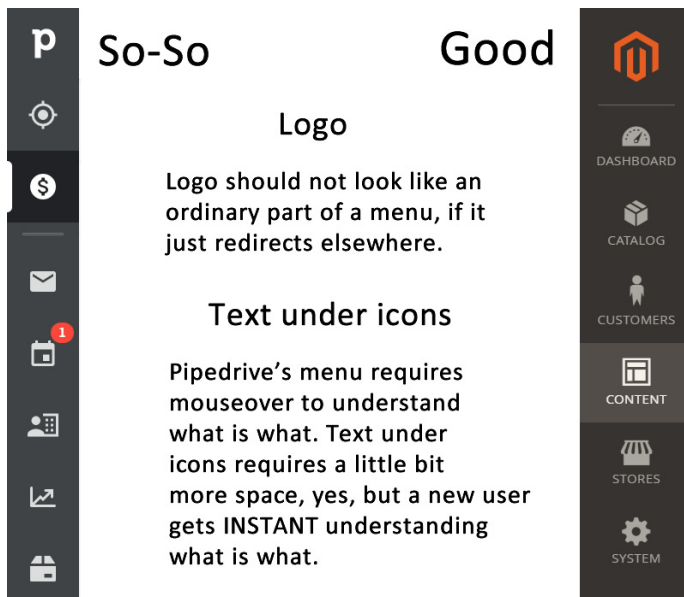 p
So-So
Good
Logo
Logo should not look like an
ordinary part of a menu, if it
just redirects elsewhere.
Text under icons
Pipedrive's menu requires
mouseover to understand
what is what. Text under
icons requires a little bit
more space, yes, but a new user
gets INSTANT understanding
what is what.
$
1
DASHBOARD
CATALOG
CUSTOMERS
CONTENT
STORES
SYSTEM